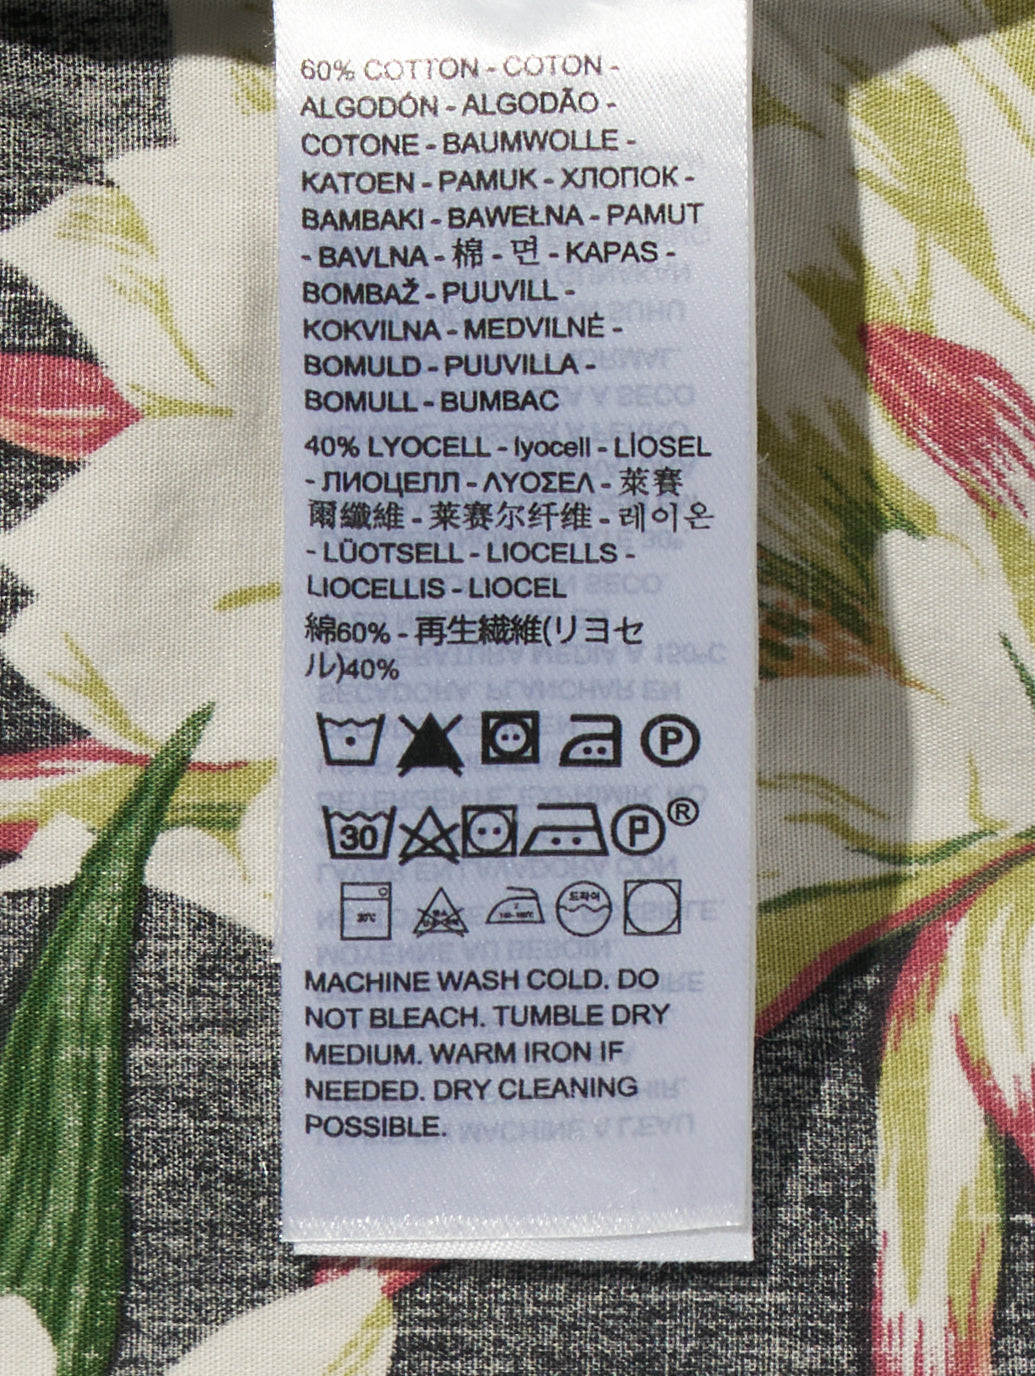 60% COTTON - COTON -
ALGODÓN - ALGODÃO -
COTONE - BAUMWOLLE -
KATOEN - PAMUK - ХЛОПОК -
BAMBAKI - BAWEŁNA - PAMUT
- BAVLNA - 棉 - 면 - KAPAS -
BOMBAŽ - PUUVILL -
KOKVILNA - MEDVILNĖ -
BOMULD - PUUVILLA -
BOMULL - BUMBAC
40% LYOCELL - lyocell - LİOSEL
- ЛИОЦЕЛЛ - ΛΥΟΣΕΛ - 萊賽
爾纖維 - 莱赛尔纤维 - 레이온
- LÜOTSELL - LIOCELLS -
LIOCELLIS - LIOCEL
綿60% - 再生繊維(リヨセ
ル)40%
P
30 P ®
30℃ 드라이
MACHINE WASH COLD. DO
NOT BLEACH. TUMBLE DRY
MEDIUM. WARM IRON IF
NEEDED. DRY CLEANING
POSSIBLE.